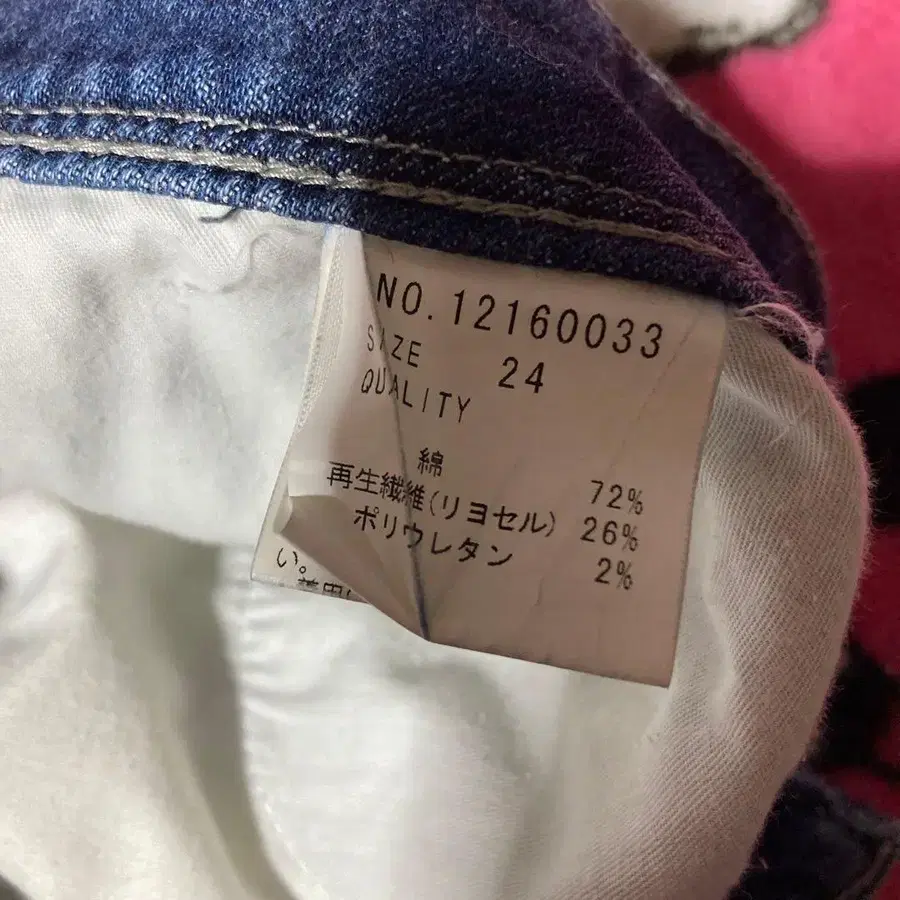 NO.12160033
SIZE 24
QUALITY
綿 72%
再生繊維(リヨセル) 26%
ポリウレタン 2%
い。